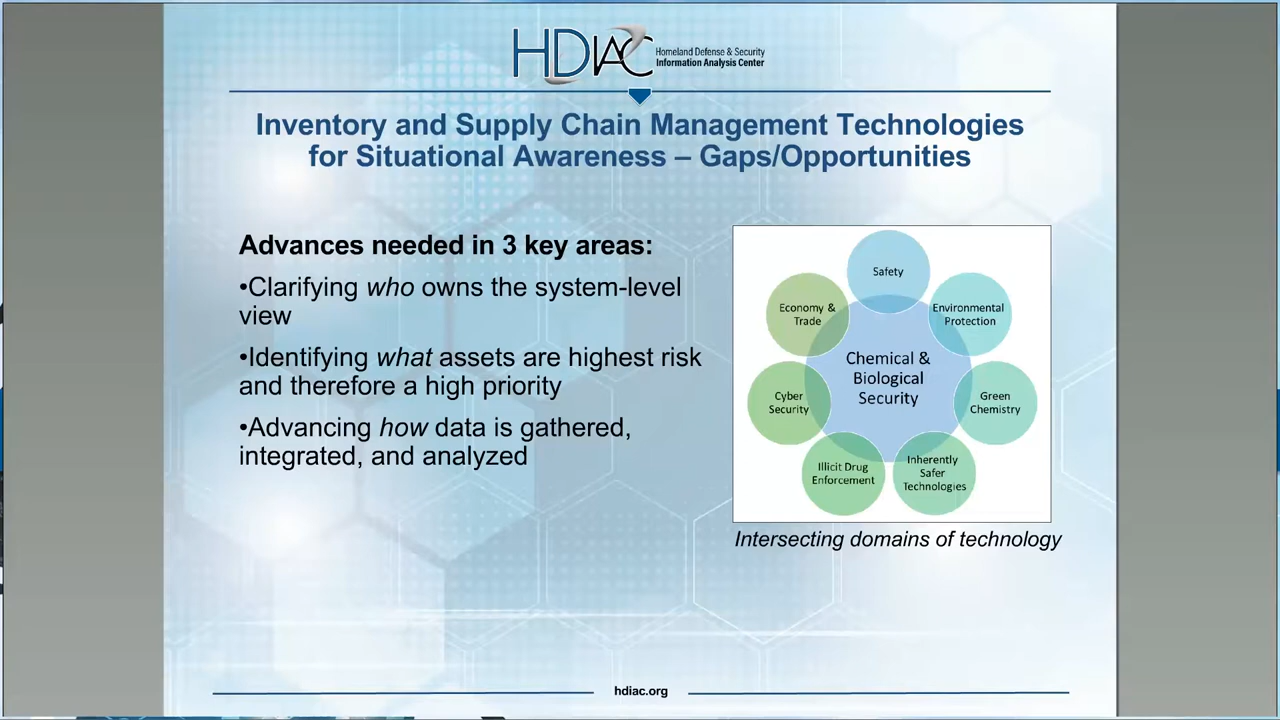 HDIAC
Homeland Defense & Security
Information Analysis Center
Inventory and Supply Chain Management Technologies
for Situational Awareness – Gaps/Opportunities
Advances needed in 3 key areas:
•Clarifying who owns the system-level
view
•Identifying what assets are highest risk
and therefore a high priority
•Advancing how data is gathered,
integrated, and analyzed
Safety
Economy &
Trade
Environmental
Protection
Chemical &
Biological
Security
Cyber
Security
Green
Chemistry
Illicit Drug
Enforcement
Inherently
Safer
Technologies
Intersecting domains of technology
hdiac.org